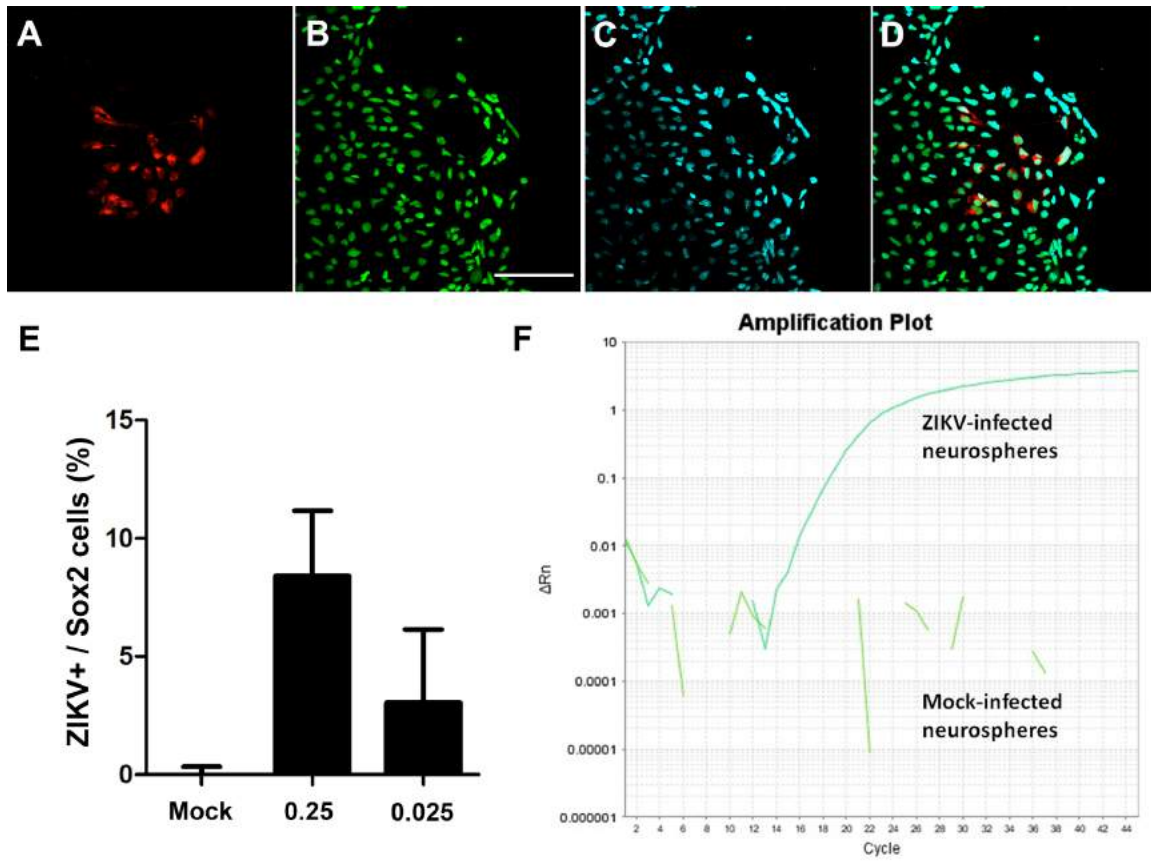 A
B
C
D
E
ZIKV+ / Sox2 cells (%)
15
10
5
0
Mock
0.25
0.025
F
Amplification Plot
10
1
0.1
0.01
0.001
0.0001
0.00001
0.000001
ΔRn
ZIKV-infected
neurospheres
Mock-infected
neurospheres
2 4 6 8 10 12 14 16 18 20 22 24 26 28 30 32 34 36 38 40 42 44
Cycle